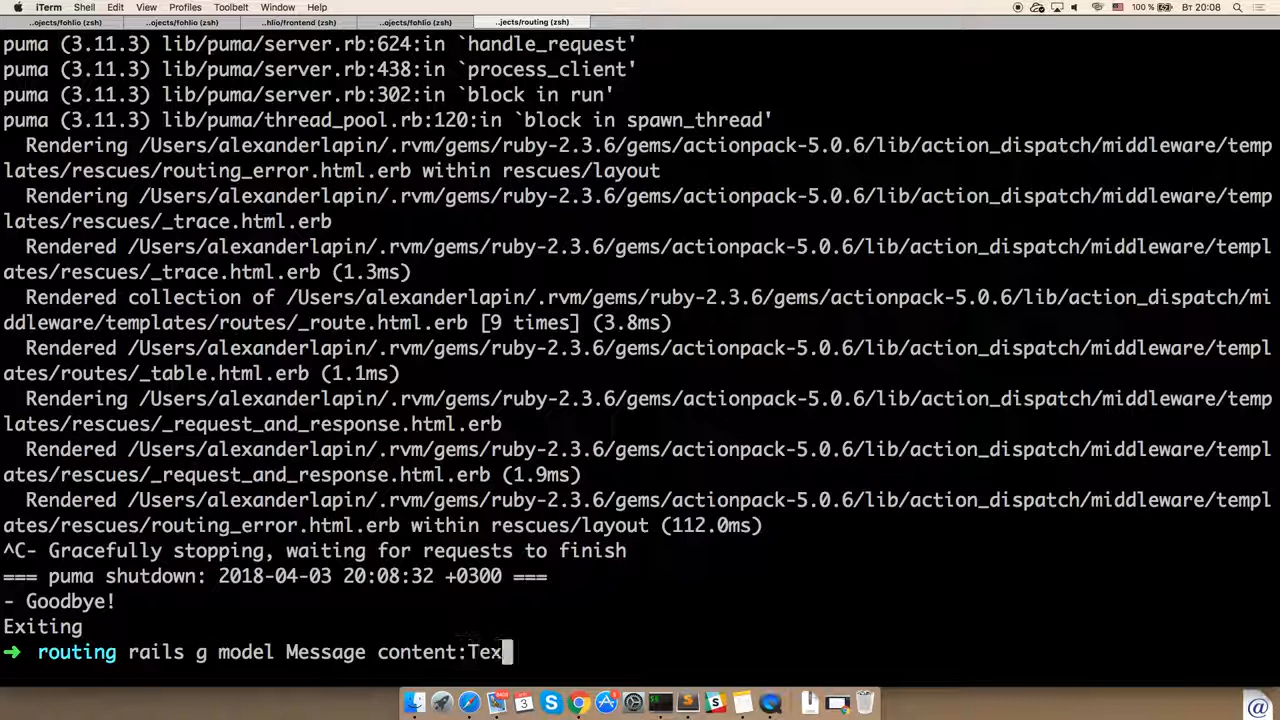 iTerm Shell Edit View Profiles Toolbelt Window Help 100 % Вт 20:08
..ojects/fohlio (zsh) ..ojects/fohlio (zsh) ..hlio/frontend (zsh) ..ojects/fohlio (zsh) ..jects/routing (zsh)
puma (3.11.3) lib/puma/server.rb:624:in `handle_request'
puma (3.11.3) lib/puma/server.rb:438:in `process_client'
puma (3.11.3) lib/puma/server.rb:302:in `block in run'
puma (3.11.3) lib/puma/thread_pool.rb:120:in `block in spawn_thread'
Rendering /Users/alexanderlapin/.rvm/gems/ruby-2.3.6/gems/actionpack-5.0.6/lib/action_dispatch/middleware/temp
lates/rescues/routing_error.html.erb within rescues/layout
Rendering /Users/alexanderlapin/.rvm/gems/ruby-2.3.6/gems/actionpack-5.0.6/lib/action_dispatch/middleware/temp
lates/rescues/_trace.html.erb
Rendered /Users/alexanderlapin/.rvm/gems/ruby-2.3.6/gems/actionpack-5.0.6/lib/action_dispatch/middleware/templ
ates/rescues/_trace.html.erb (1.3ms)
Rendered collection of /Users/alexanderlapin/.rvm/gems/ruby-2.3.6/gems/actionpack-5.0.6/lib/action_dispatch/mi
ddleware/templates/routes/_route.html.erb [9 times] (3.8ms)
Rendered /Users/alexanderlapin/.rvm/gems/ruby-2.3.6/gems/actionpack-5.0.6/lib/action_dispatch/middleware/templ
ates/routes/_table.html.erb (1.1ms)
Rendering /Users/alexanderlapin/.rvm/gems/ruby-2.3.6/gems/actionpack-5.0.6/lib/action_dispatch/middleware/temp
lates/rescues/_request_and_response.html.erb
Rendered /Users/alexanderlapin/.rvm/gems/ruby-2.3.6/gems/actionpack-5.0.6/lib/action_dispatch/middleware/templ
ates/rescues/_request_and_response.html.erb (1.9ms)
Rendered /Users/alexanderlapin/.rvm/gems/ruby-2.3.6/gems/actionpack-5.0.6/lib/action_dispatch/middleware/templ
ates/rescues/routing_error.html.erb within rescues/layout (112.0ms)
^C- Gracefully stopping, waiting for requests to finish
=== puma shutdown: 2018-04-03 20:08:32 +0300 ===
- Goodbye!
Exiting
➜ routing rails g model Message content:Tex